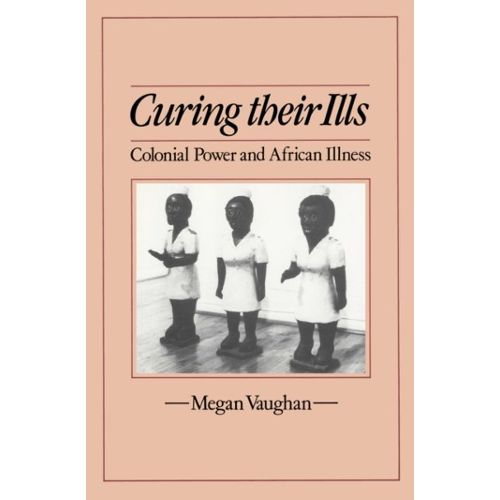 Curing their Ills
Colonial Power and African Illness
—Megan Vaughan—